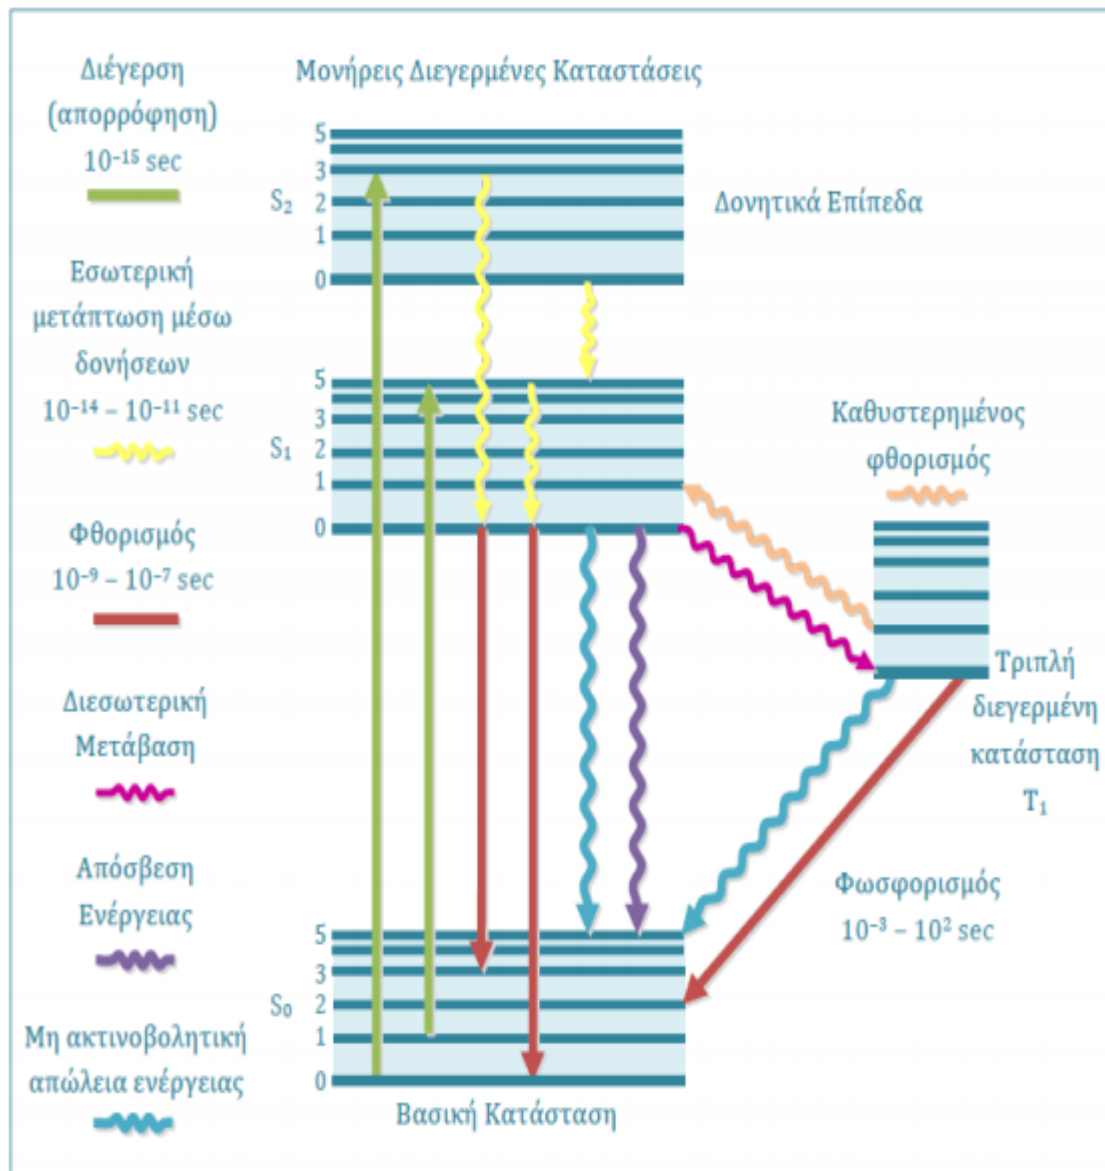 Διέγερση
(απορρόφηση)
10⁻¹⁵ sec
Εσωτερική
μετάπτωση μέσω
δονήσεων
10⁻¹⁴ – 10⁻¹¹ sec
Φθορισμός
10⁻⁹ – 10⁻⁷ sec
Διεσωτερική
Μετάβαση
Απόσβεση
Ενέργειας
Μη ακτινοβολητική
απώλεια ενέργειας
Μονήρεις Διεγερμένες Καταστάσεις
5
3
S₂
2
1
0
Δονητικά Επίπεδα
5
3
S₁
2
1
0
Καθυστερημένος
φθορισμός
Τριπλή
διεγερμένη
κατάσταση
T₁
Φωσφορισμός
10⁻³ – 10² sec
5
3
S₀
2
1
0
Βασική Κατάσταση